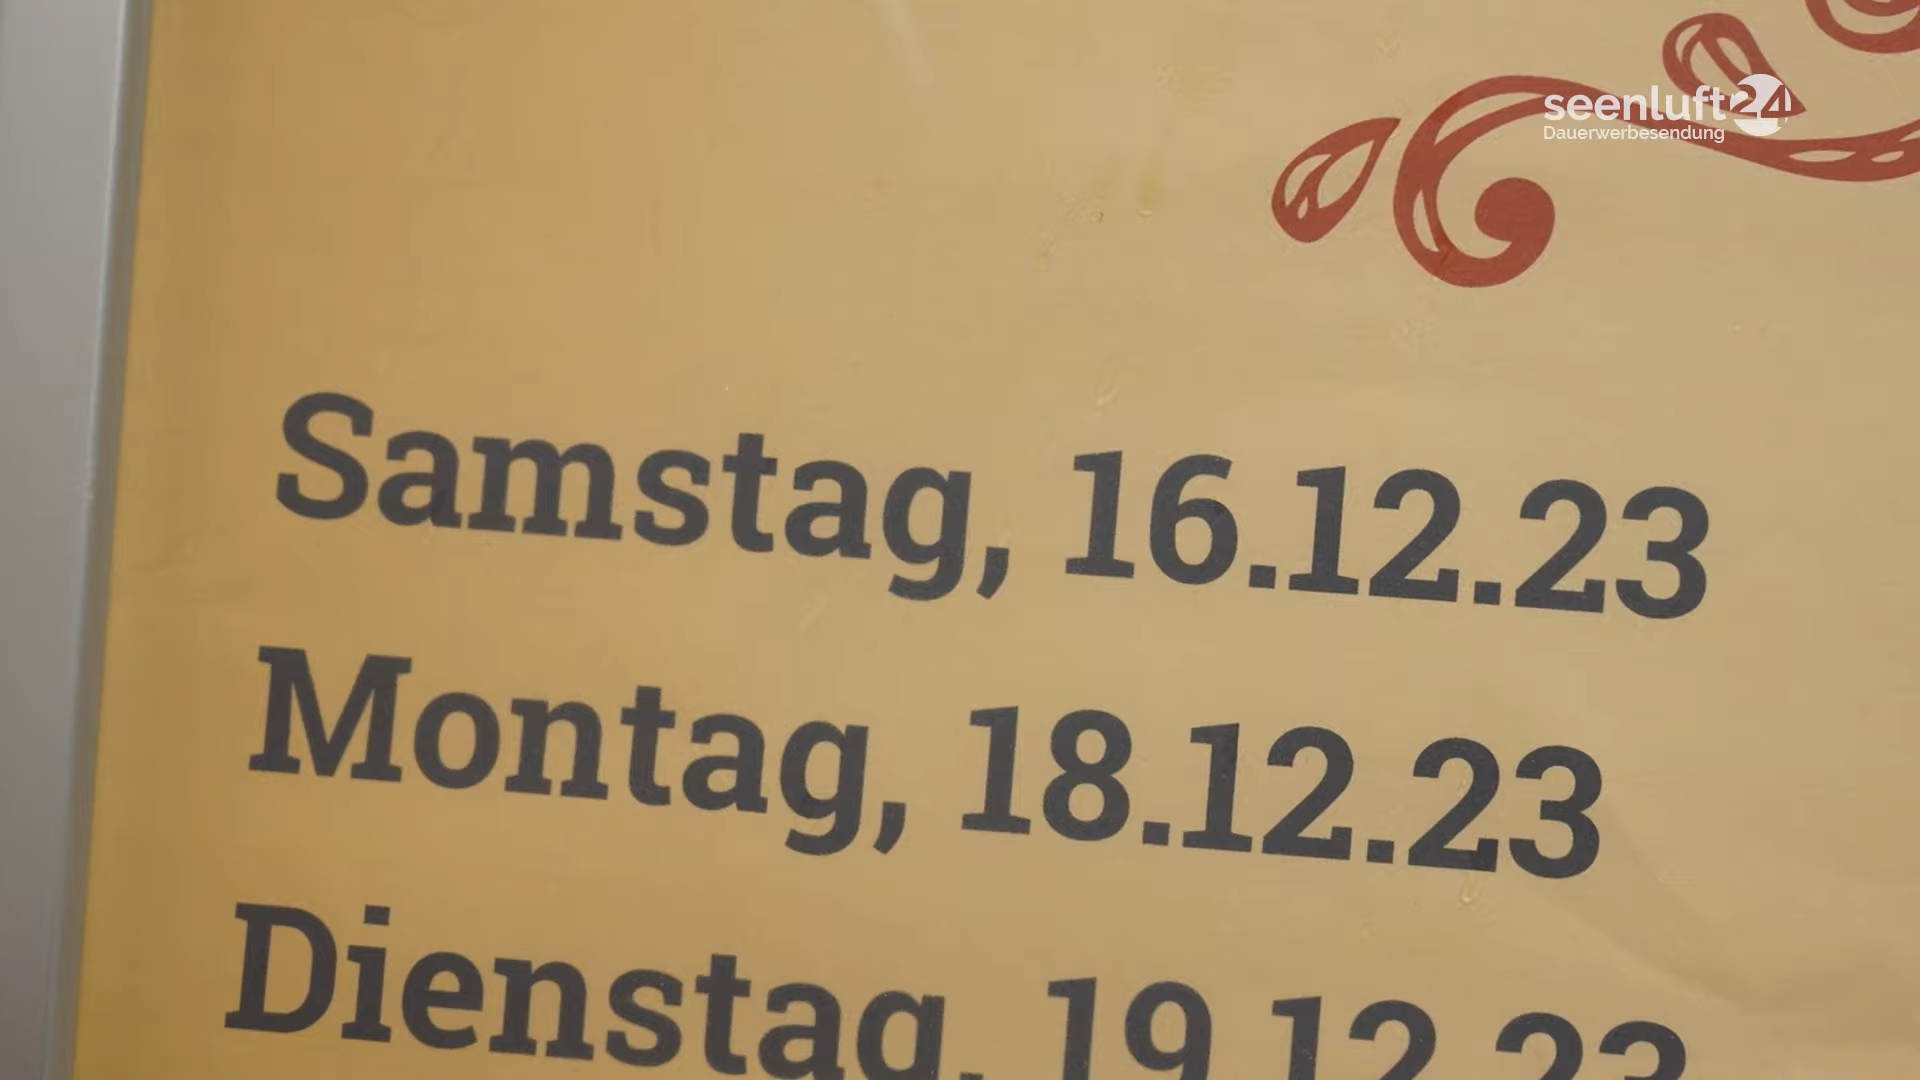 seenluft24
Dauerwerbesendung
Samstag, 16.12.23
Montag, 18.12.23
Dienstag, 19.12.23